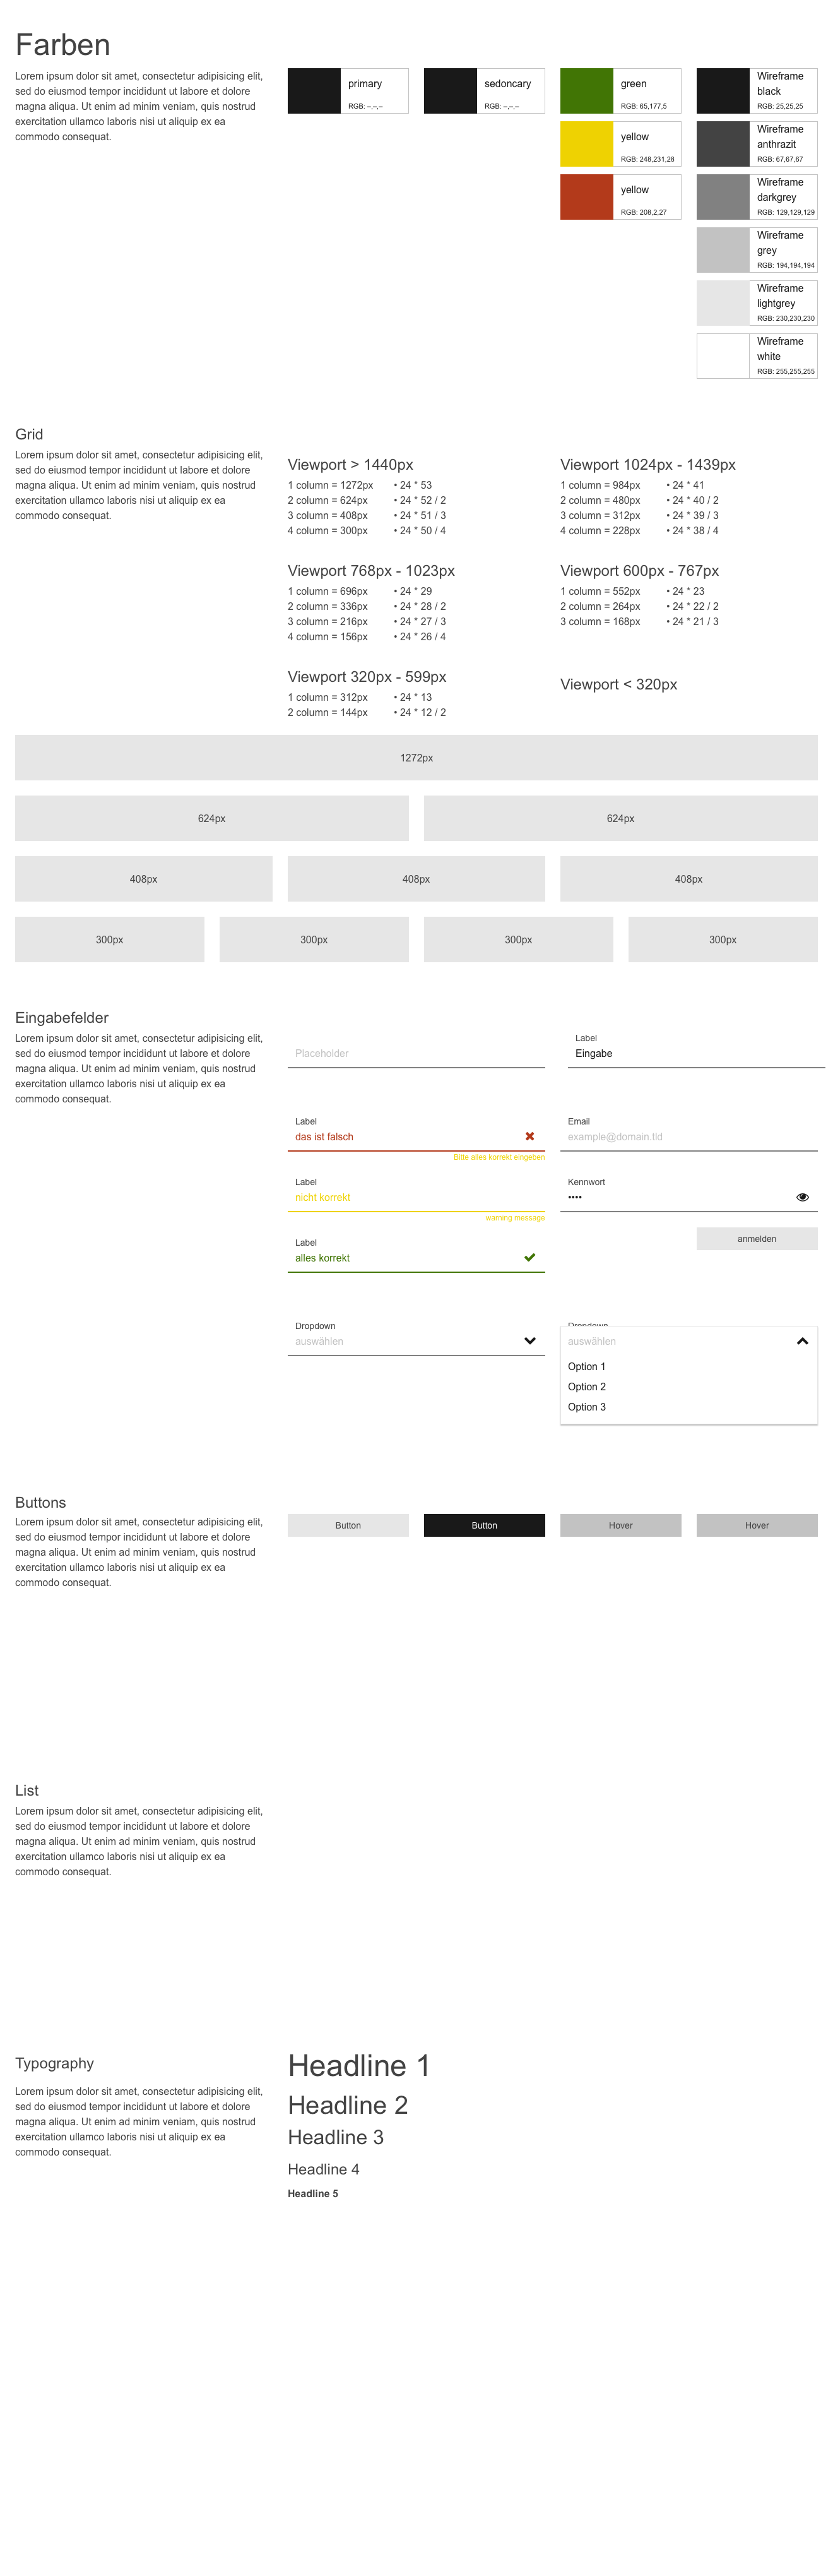 Farben
Lorem ipsum dolor sit amet, consectetur adipisicing elit,
sed do eiusmod tempor incididunt ut labore et dolore
magna aliqua. Ut enim ad minim veniam, quis nostrud
exercitation ullamco laboris nisi ut aliquip ex ea
commodo consequat.
primary
RGB: –,–,–
sedoncary
RGB: –,–,–
green
RGB: 65,177,5
yellow
RGB: 248,231,28
yellow
RGB: 208,2,27
Wireframe
black
RGB: 25,25,25
Wireframe
anthrazit
RGB: 67,67,67
Wireframe
darkgrey
RGB: 129,129,129
Wireframe
grey
RGB: 194,194,194
Wireframe
lightgrey
RGB: 230,230,230
Wireframe
white
RGB: 255,255,255
Grid
Lorem ipsum dolor sit amet, consectetur adipisicing elit,
sed do eiusmod tempor incididunt ut labore et dolore
magna aliqua. Ut enim ad minim veniam, quis nostrud
exercitation ullamco laboris nisi ut aliquip ex ea
commodo consequat.
Viewport > 1440px
1 column = 1272px • 24 * 53
2 column = 624px • 24 * 52 / 2
3 column = 408px • 24 * 51 / 3
4 column = 300px • 24 * 50 / 4
Viewport 1024px - 1439px
1 column = 984px • 24 * 41
2 column = 480px • 24 * 40 / 2
3 column = 312px • 24 * 39 / 3
4 column = 228px • 24 * 38 / 4
Viewport 768px - 1023px
1 column = 696px • 24 * 29
2 column = 336px • 24 * 28 / 2
3 column = 216px • 24 * 27 / 3
4 column = 156px • 24 * 26 / 4
Viewport 600px - 767px
1 column = 552px • 24 * 23
2 column = 264px • 24 * 22 / 2
3 column = 168px • 24 * 21 / 3
Viewport 320px - 599px
1 column = 312px • 24 * 13
2 column = 144px • 24 * 12 / 2
Viewport < 320px
1272px
624px
624px
408px
408px
408px
300px
300px
300px
300px
Eingabefelder
Lorem ipsum dolor sit amet, consectetur adipisicing elit,
sed do eiusmod tempor incididunt ut labore et dolore
magna aliqua. Ut enim ad minim veniam, quis nostrud
exercitation ullamco laboris nisi ut aliquip ex ea
commodo consequat.
Placeholder
Label
Eingabe
Label
das ist falsch
Bitte alles korrekt eingeben
Email
example@domain.tld
Label
nicht korrekt
warning message
Kennwort
••••
Label
alles korrekt
anmelden
Dropdown
auswählen
Dropdown
auswählen
Option 1
Option 2
Option 3
Buttons
Lorem ipsum dolor sit amet, consectetur adipisicing elit,
sed do eiusmod tempor incididunt ut labore et dolore
magna aliqua. Ut enim ad minim veniam, quis nostrud
exercitation ullamco laboris nisi ut aliquip ex ea
commodo consequat.
Button
Button
Hover
Hover
List
Lorem ipsum dolor sit amet, consectetur adipisicing elit,
sed do eiusmod tempor incididunt ut labore et dolore
magna aliqua. Ut enim ad minim veniam, quis nostrud
exercitation ullamco laboris nisi ut aliquip ex ea
commodo consequat.
Typography
Lorem ipsum dolor sit amet, consectetur adipisicing elit,
sed do eiusmod tempor incididunt ut labore et dolore
magna aliqua. Ut enim ad minim veniam, quis nostrud
exercitation ullamco laboris nisi ut aliquip ex ea
commodo consequat.
Headline 1
Headline 2
Headline 3
Headline 4
Headline 5